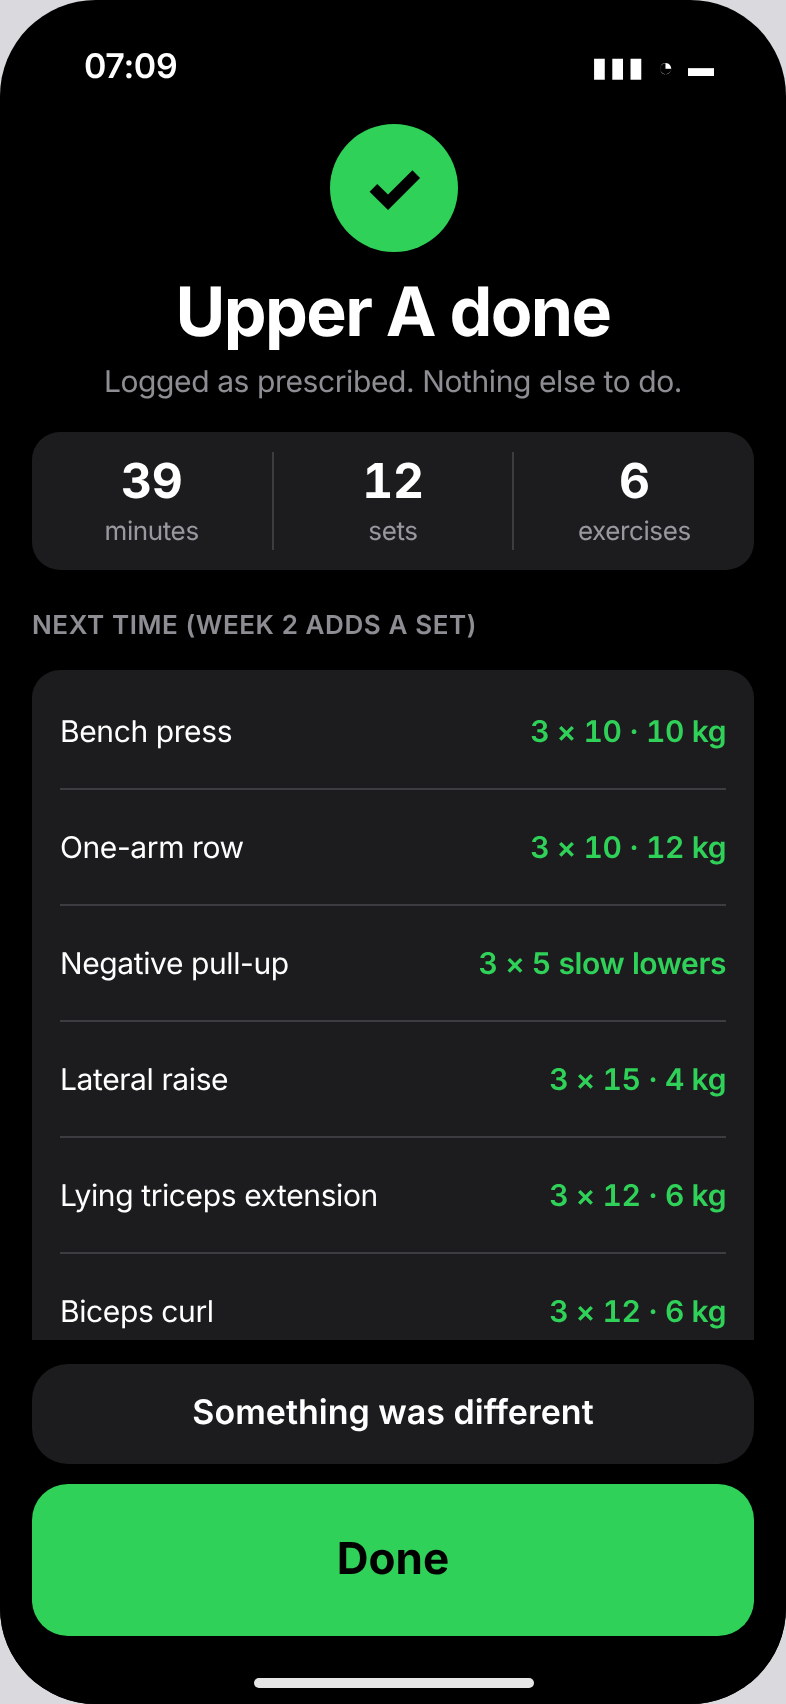 07:09
Upper A done
Logged as prescribed. Nothing else to do.
39 12 6
minutes sets exercises
NEXT TIME (WEEK 2 ADDS A SET)
Bench press 3 × 10 · 10 kg
One-arm row 3 × 10 · 12 kg
Negative pull-up 3 × 5 slow lowers
Lateral raise 3 × 15 · 4 kg
Lying triceps extension 3 × 12 · 6 kg
Biceps curl 3 × 12 · 6 kg
Something was different
Done